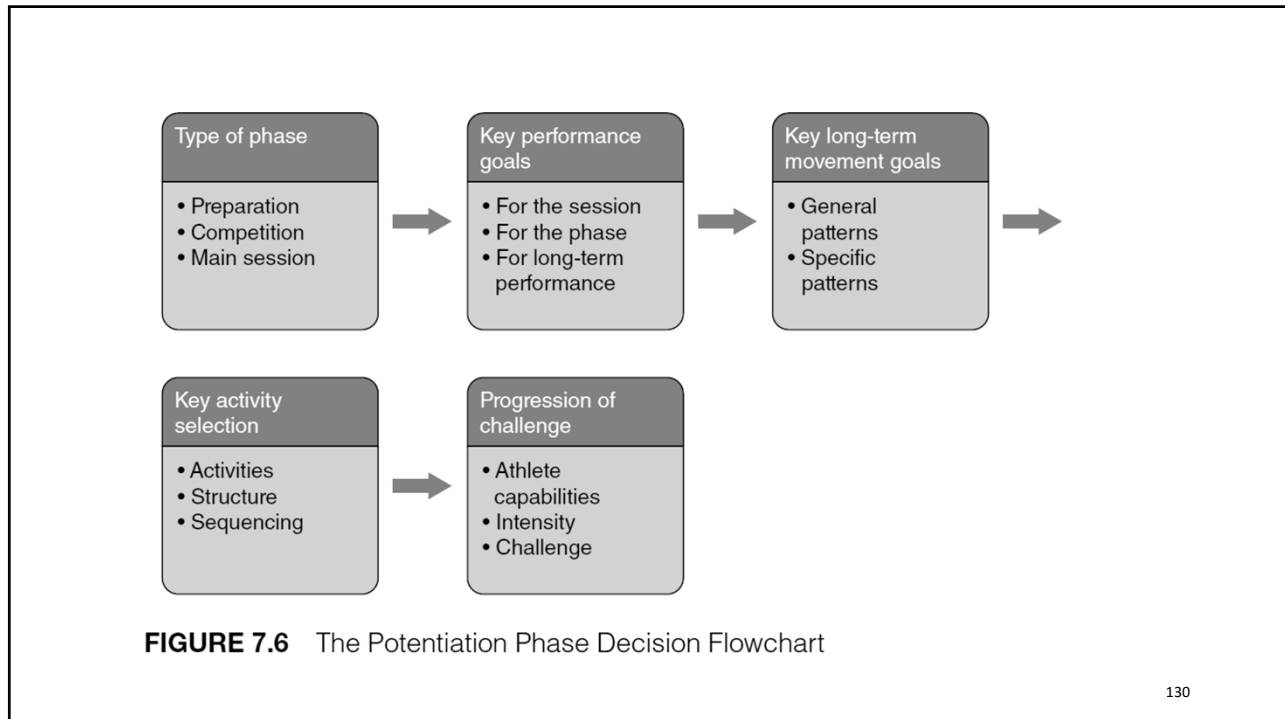 Type of phase
• Preparation
• Competition
• Main session
Key performance
goals
• For the session
• For the phase
• For long-term
performance
Key long-term
movement goals
• General
patterns
• Specific
patterns
Key activity
selection
• Activities
• Structure
• Sequencing
Progression of
challenge
• Athlete
capabilities
• Intensity
• Challenge
FIGURE 7.6 The Potentiation Phase Decision Flowchart
130